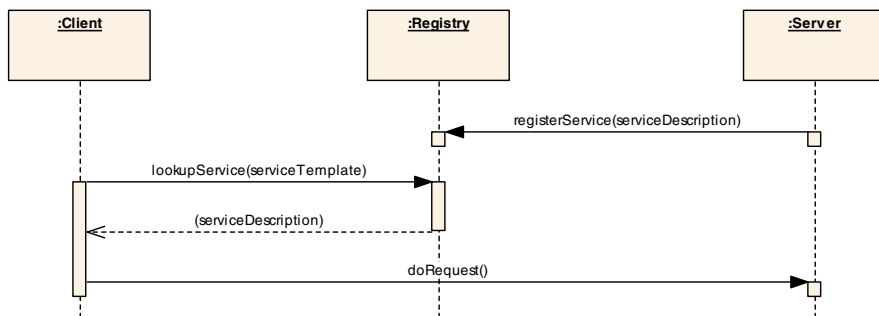 :Client
:Registry
:Server
registerService(serviceDescription)
lookupService(serviceTemplate)
(serviceDescription)
doRequest()